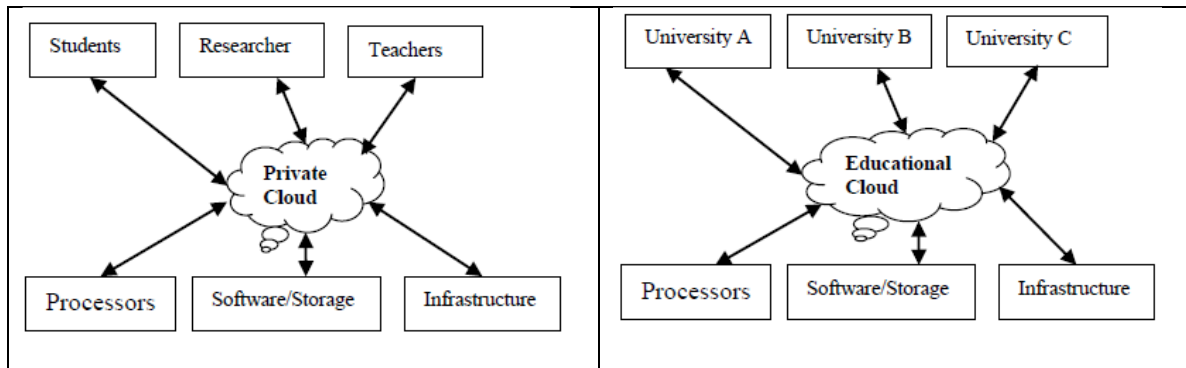 Students
Researcher
Teachers
Private
Cloud
Processors
Software/Storage
Infrastructure
University A
University B
University C
Educational
Cloud
Processors
Software/Storage
Infrastructure